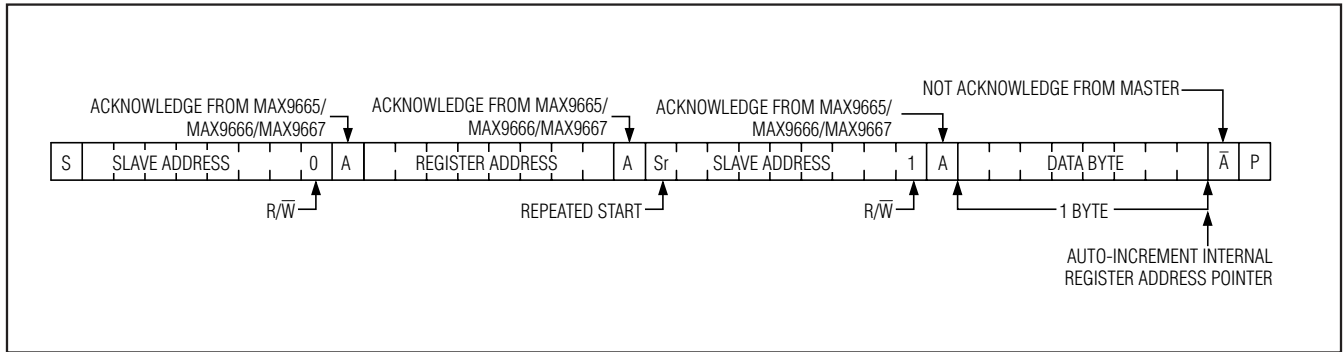 NOT ACKNOWLEDGE FROM MASTER
ACKNOWLEDGE FROM MAX9665/
MAX9666/MAX9667
ACKNOWLEDGE FROM MAX9665/
MAX9666/MAX9667
ACKNOWLEDGE FROM MAX9665/
MAX9666/MAX9667
S SLAVE ADDRESS 0 A REGISTER ADDRESS A Sr SLAVE ADDRESS 1 A DATA BYTE A̅ P
R/W̅
REPEATED START
R/W̅
1 BYTE
AUTO-INCREMENT INTERNAL
REGISTER ADDRESS POINTER